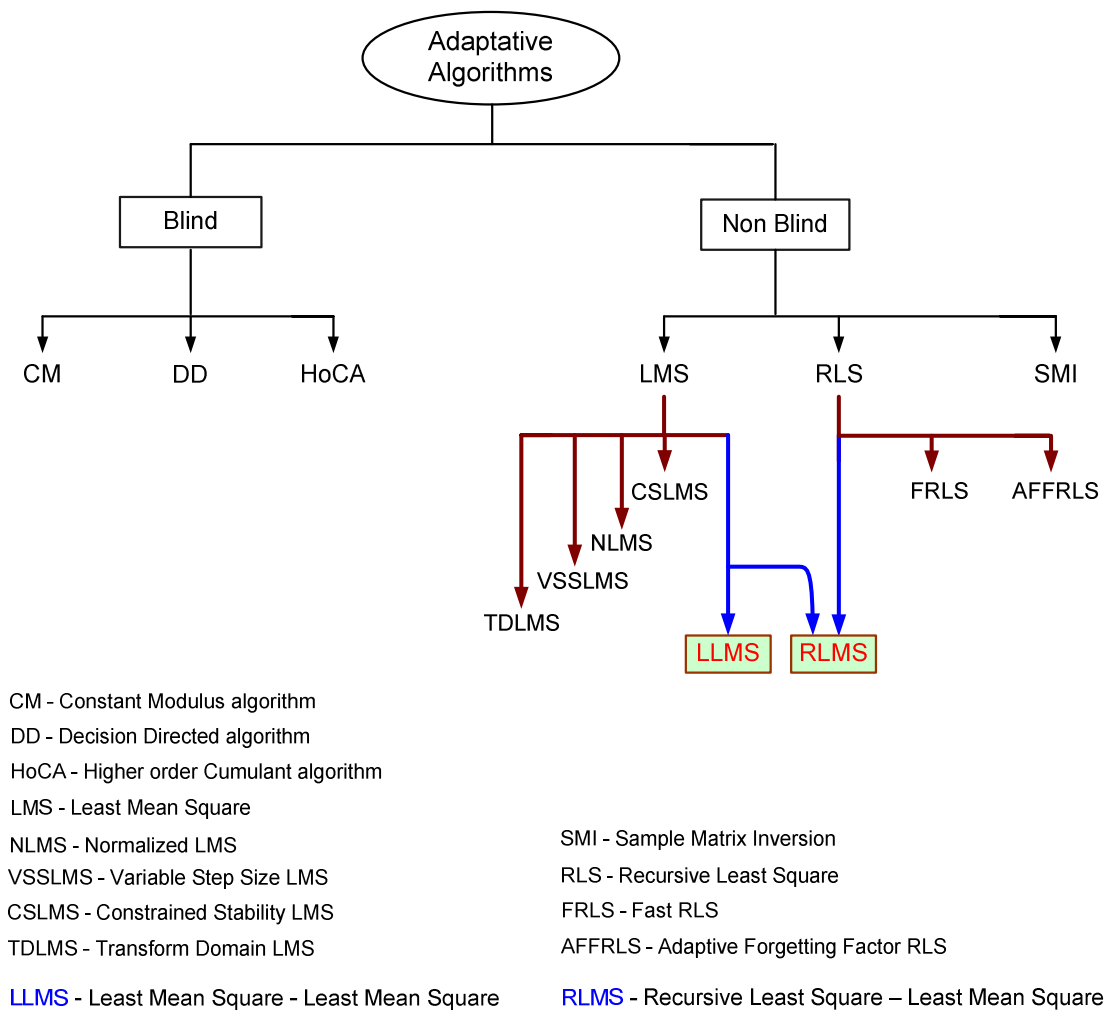 Adaptative
Algorithms
Blind
Non Blind
CM
DD
HoCA
LMS
RLS
SMI
CSLMS
FRLS
AFFRLS
NLMS
VSSLMS
TDLMS
LLMS
RLMS
CM - Constant Modulus algorithm
DD - Decision Directed algorithm
HoCA - Higher order Cumulant algorithm
LMS - Least Mean Square
NLMS - Normalized LMS
VSSLMS - Variable Step Size LMS
CSLMS - Constrained Stability LMS
TDLMS - Transform Domain LMS
LLMS - Least Mean Square - Least Mean Square
SMI - Sample Matrix Inversion
RLS - Recursive Least Square
FRLS - Fast RLS
AFFRLS - Adaptive Forgetting Factor RLS
RLMS - Recursive Least Square – Least Mean Square